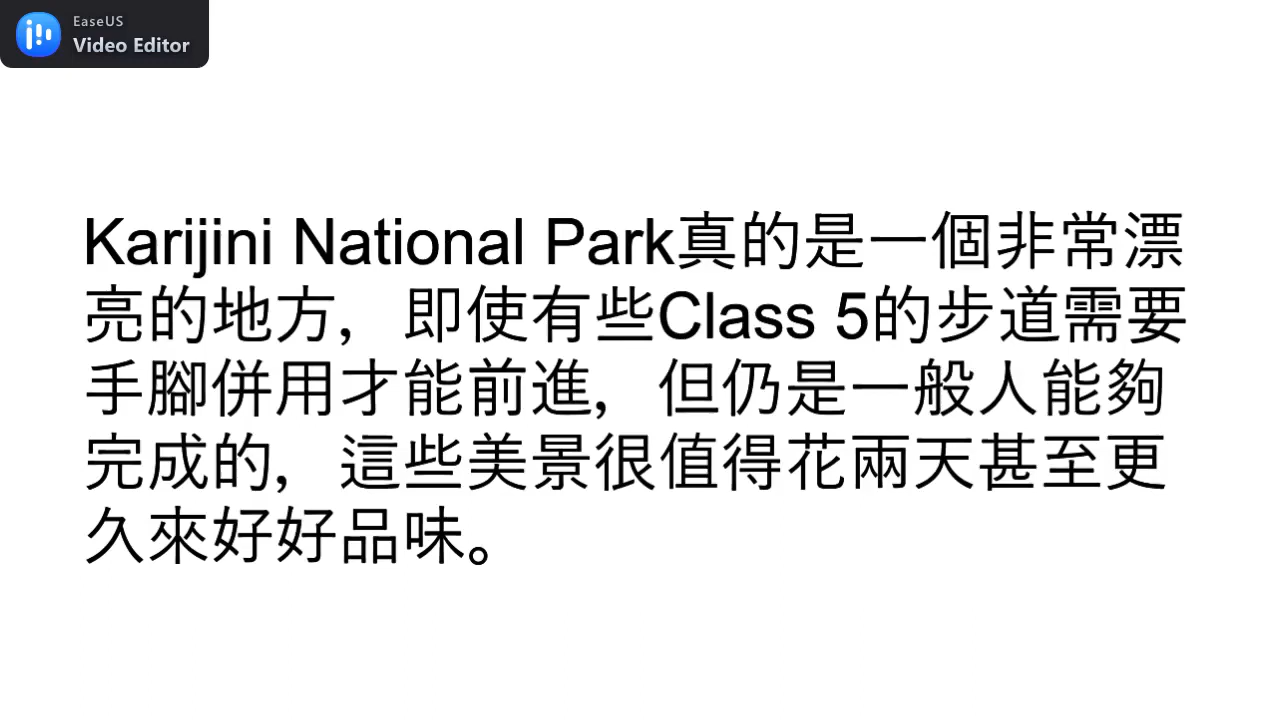 EaseUS
Video Editor
Karijini National Park真的是一個非常漂
亮的地方，即使有些Class 5的步道需要
手腳併用才能前進，但仍是一般人能夠
完成的，這些美景很值得花兩天甚至更
久來好好品味。